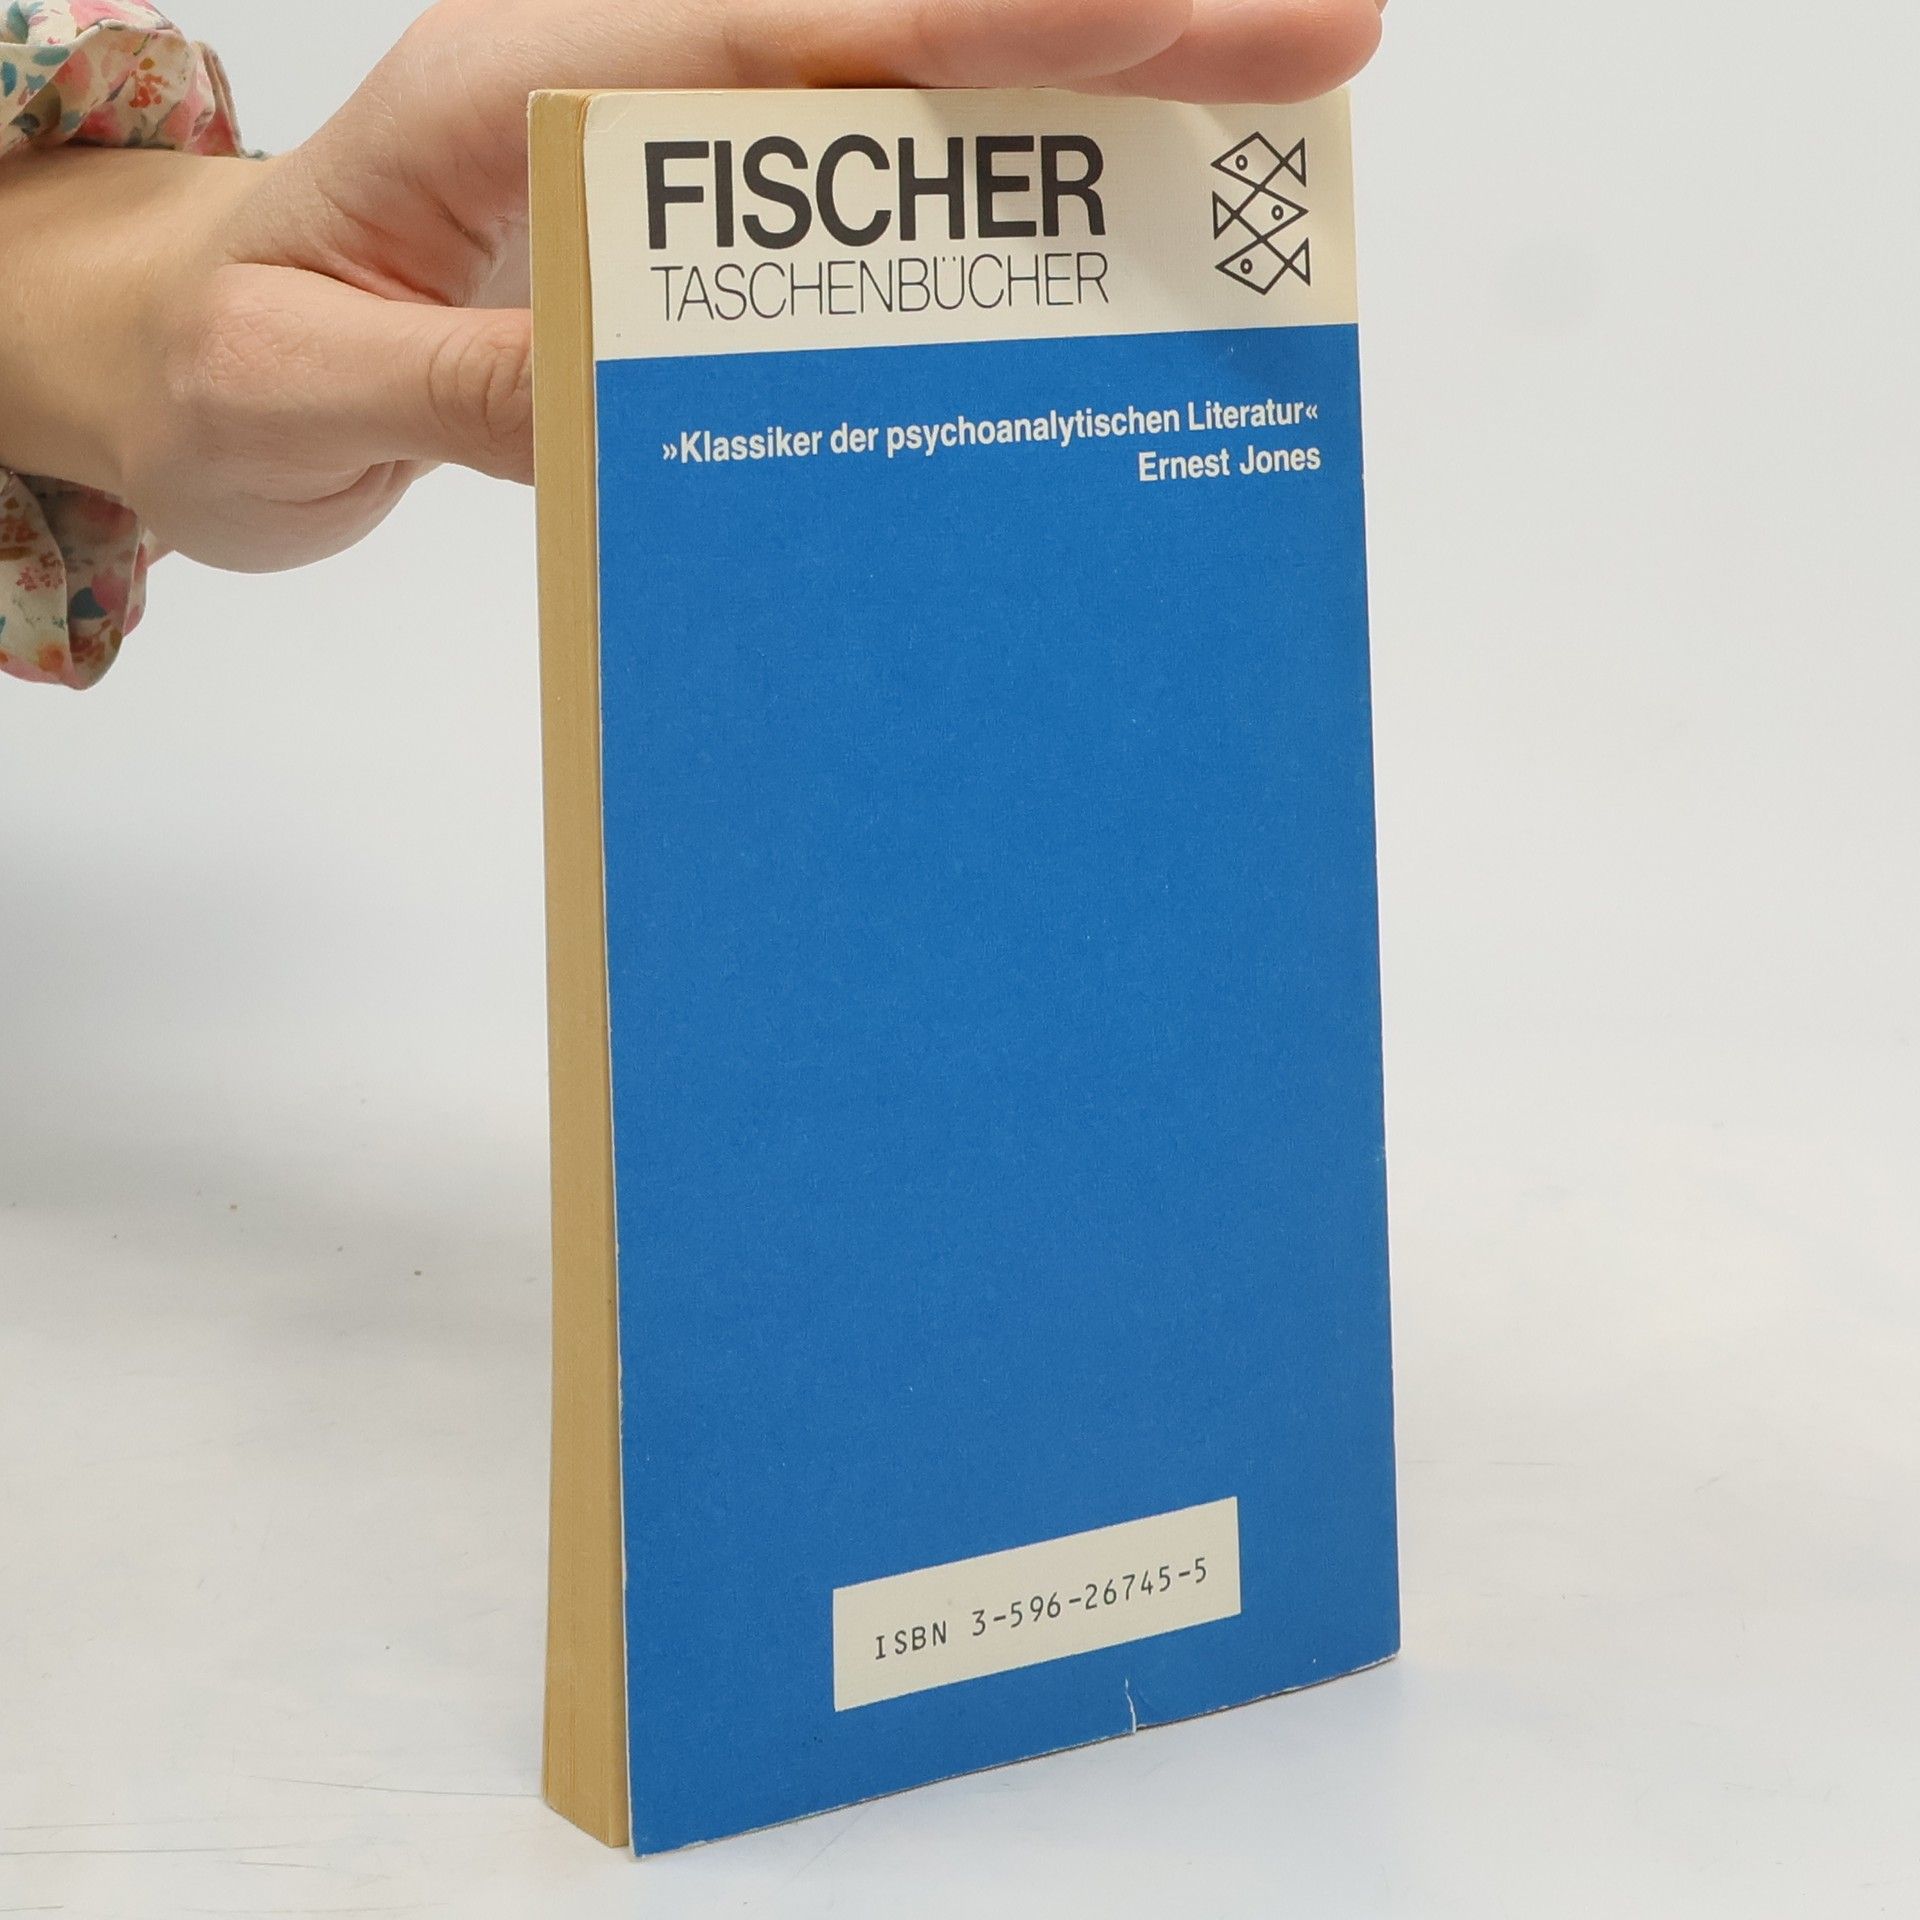 FISCHER
TASCHENBÜCHER
»Klassiker der psychoanalytischen Literatur«
Ernest Jones
ISBN 3-596-26745-5